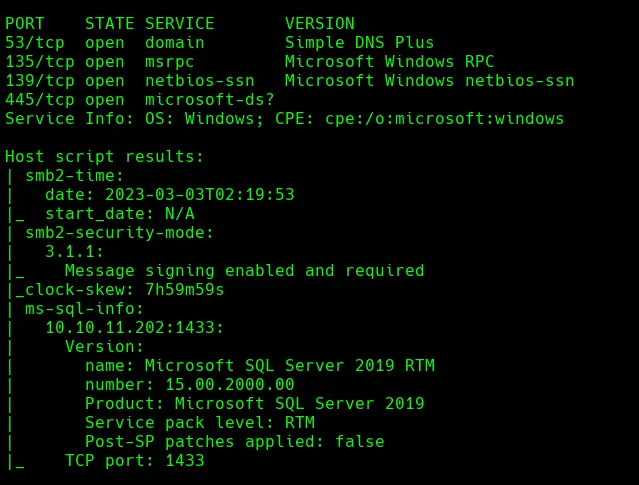 PORT    STATE SERVICE       VERSION
53/tcp  open  domain        Simple DNS Plus
135/tcp open  msrpc         Microsoft Windows RPC
139/tcp open  netbios-ssn   Microsoft Windows netbios-ssn
445/tcp open  microsoft-ds?
Service Info: OS: Windows; CPE: cpe:/o:microsoft:windows

Host script results:
| smb2-time:
|   date: 2023-03-03T02:19:53
|_  start_date: N/A
| smb2-security-mode:
|   3.1.1:
|_    Message signing enabled and required
|_clock-skew: 7h59m59s
| ms-sql-info:
|   10.10.11.202:1433:
|     Version:
|       name: Microsoft SQL Server 2019 RTM
|       number: 15.00.2000.00
|       Product: Microsoft SQL Server 2019
|       Service pack level: RTM
|       Post-SP patches applied: false
|_    TCP port: 1433